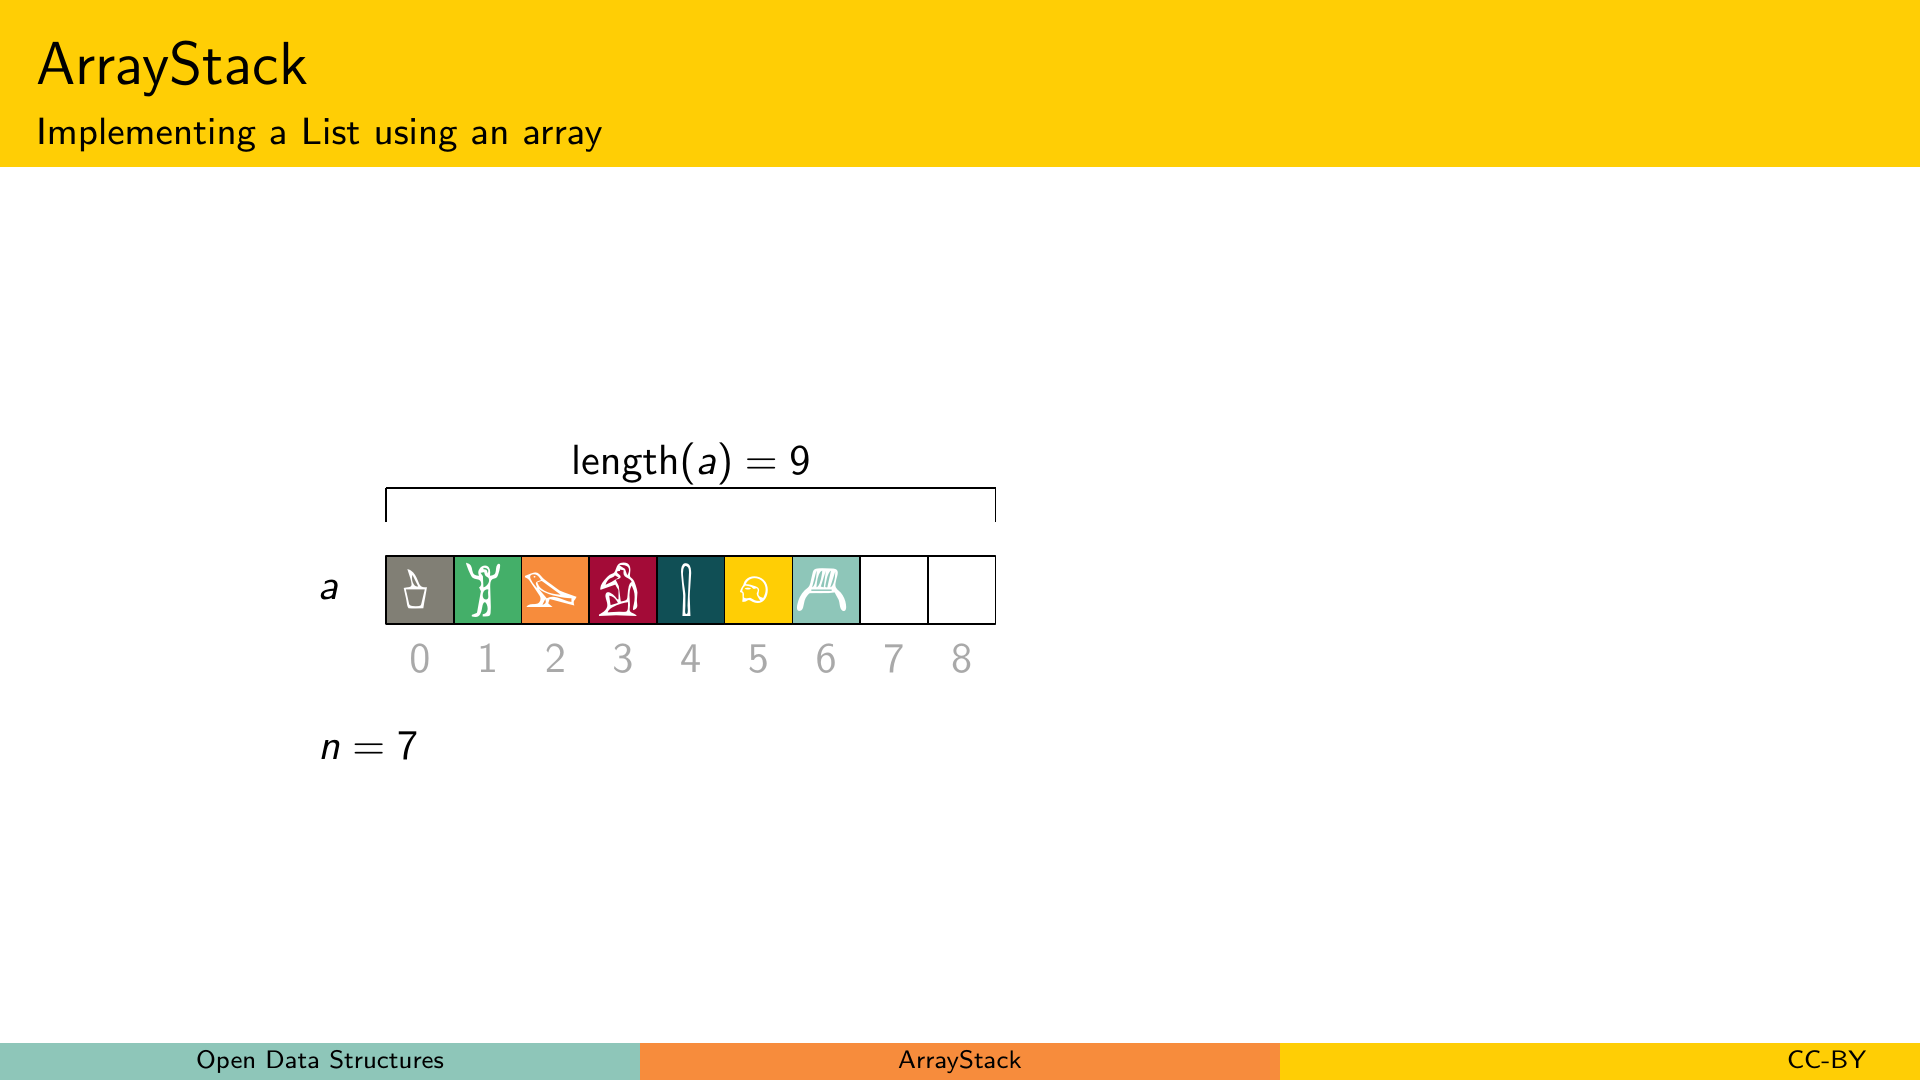 ArrayStack
Implementing a List using an array
length(a) = 9
a
0 1 2 3 4 5 6 7 8
n = 7
Open Data Structures
ArrayStack
CC-BY